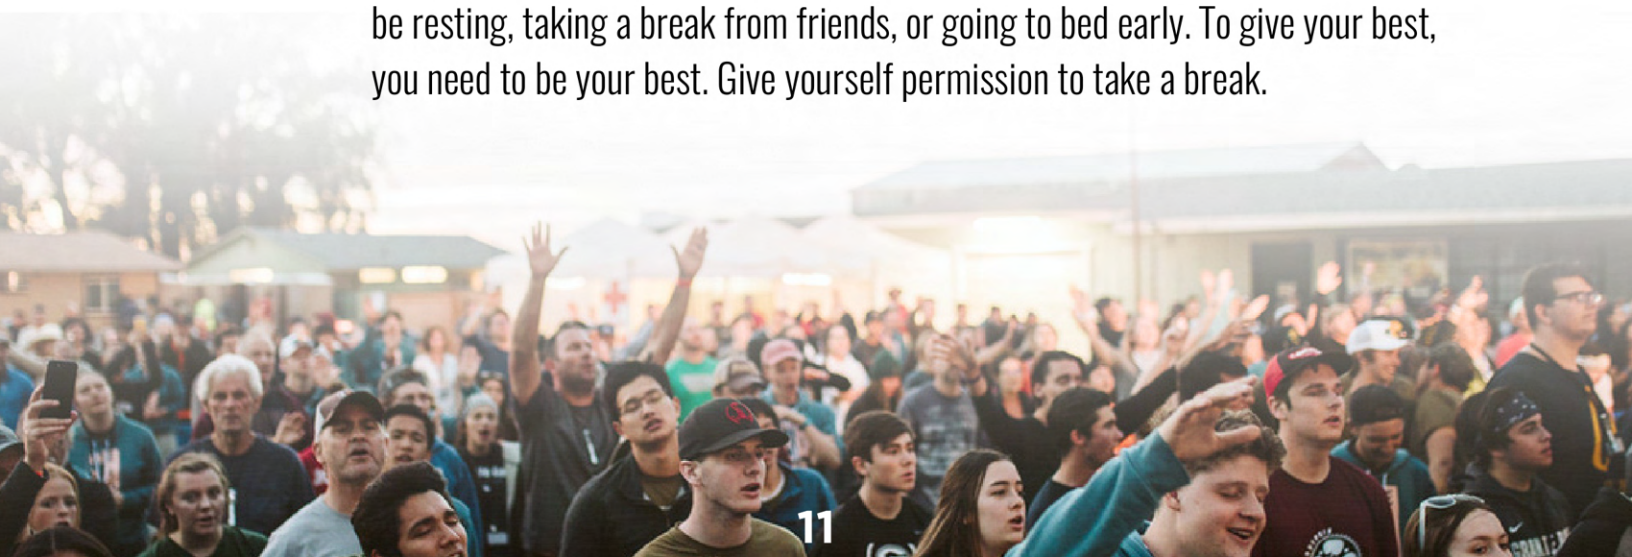 be resting, taking a break from friends, or going to bed early. To give your best,
you need to be your best. Give yourself permission to take a break.
11